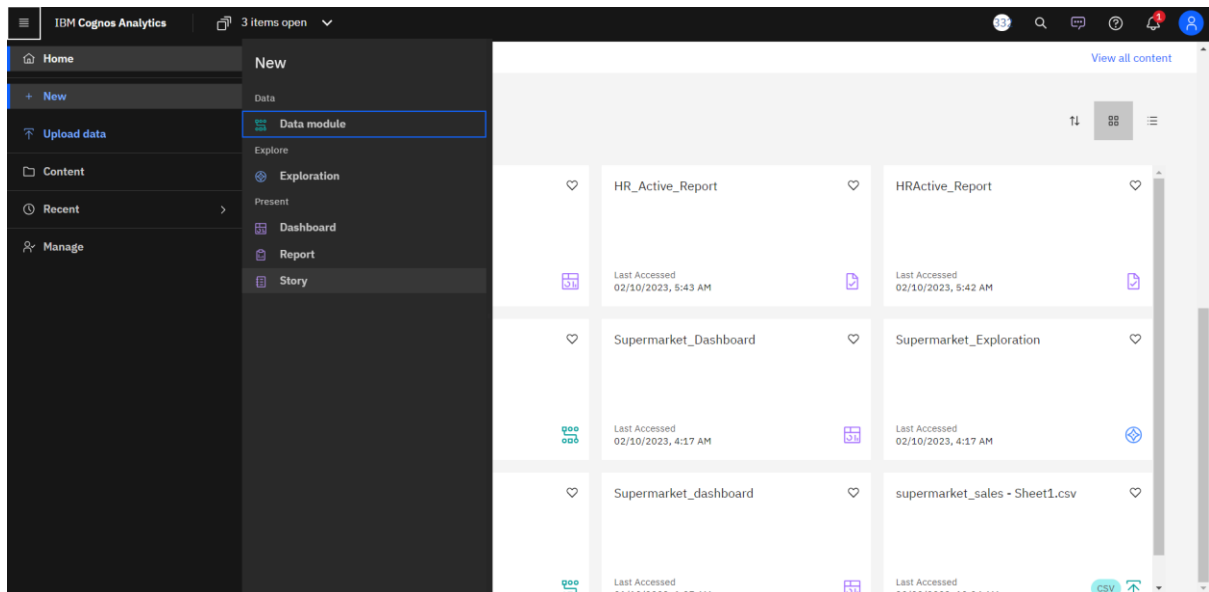 IBM Cognos Analytics
3 items open
332
1
Home
New
Upload data
Content
Recent
Manage
New
Data
Data module
Explore
Exploration
Present
Dashboard
Report
Story
View all content
HR_Active_Report
Last Accessed
02/10/2023, 5:43 AM
HRActive_Report
Last Accessed
02/10/2023, 5:42 AM
Supermarket_Dashboard
Last Accessed
02/10/2023, 4:17 AM
Supermarket_Exploration
Last Accessed
02/10/2023, 4:17 AM
Supermarket_dashboard
Last Accessed
supermarket_sales - Sheet1.csv
Last Accessed
CSV